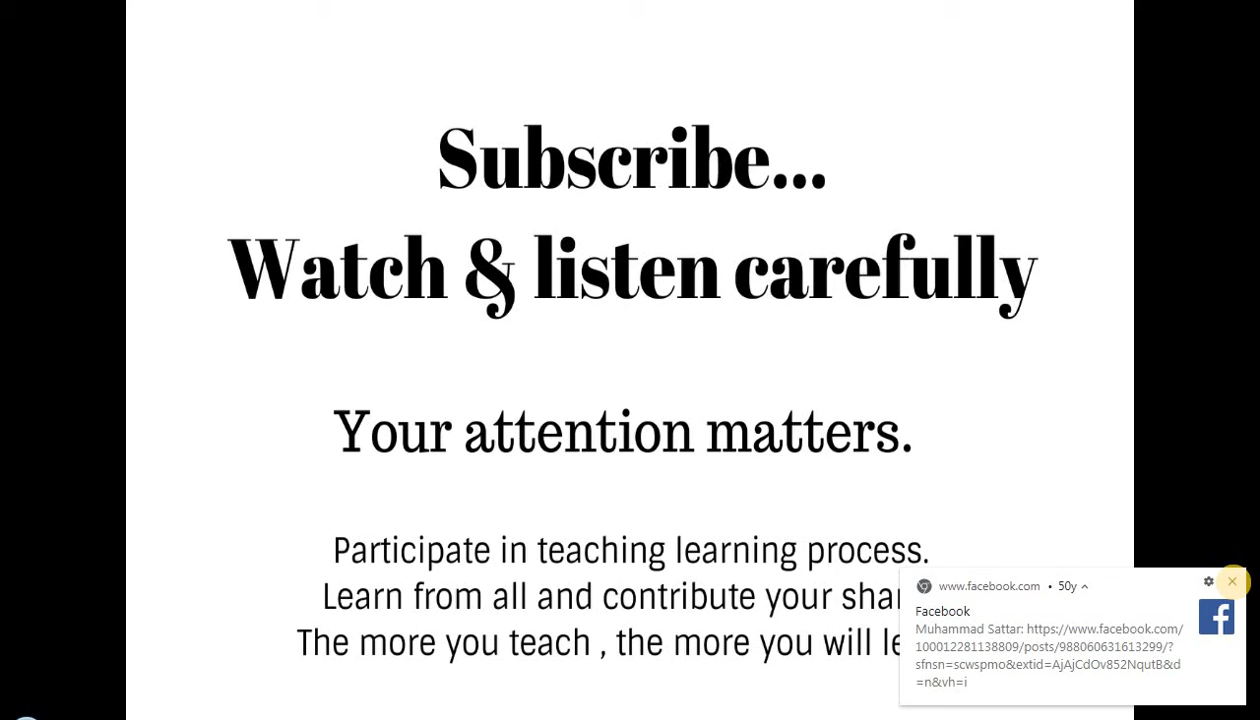 Subscribe...
Watch & listen carefully
Your attention matters.
Participate in teaching learning process.
Learn from all and contribute your
The more you teach , the more you will
www.facebook.com • 50y
Facebook
Muhammad Sattar: https://www.facebook.com/
100012281138809/posts/988060631613299/?
sfnsn=scwspmo&extid=AjAjCdOv852NqutB&d
=n&vh=i